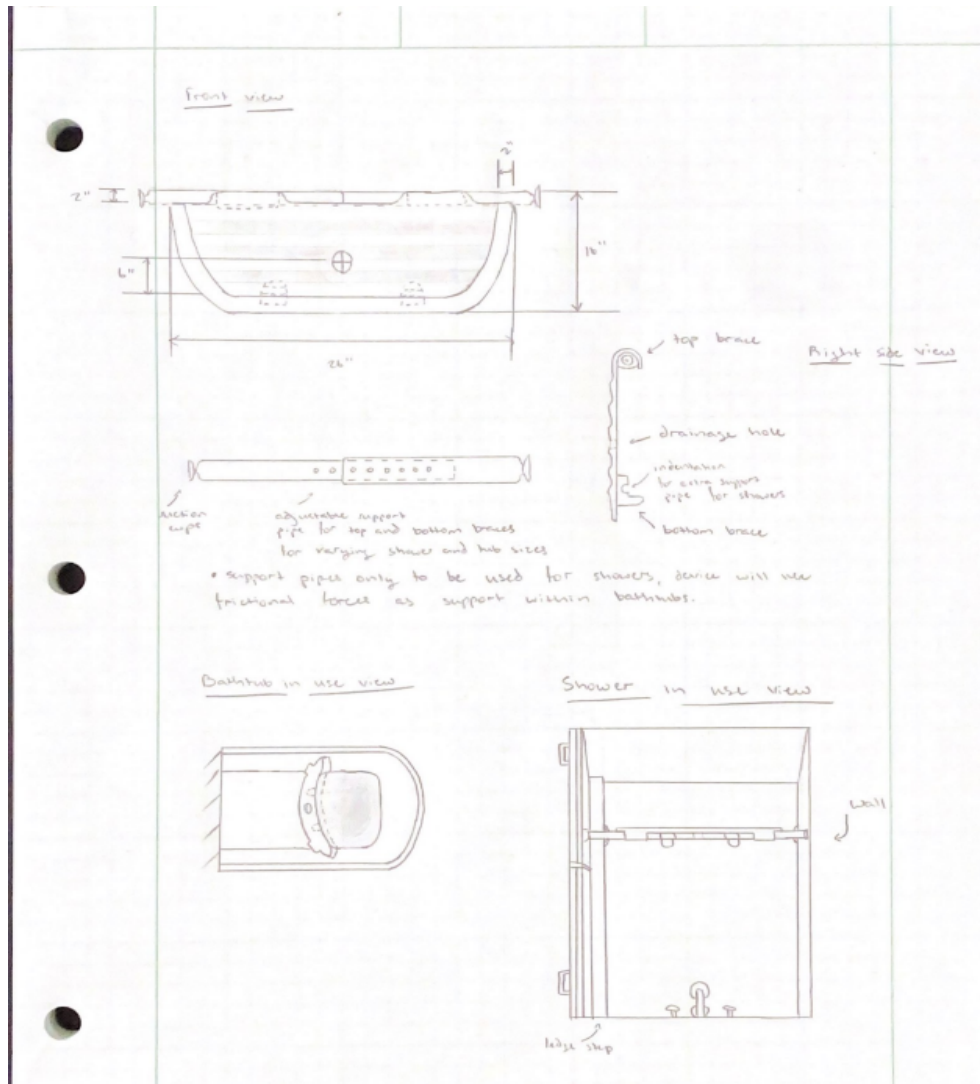 Front view
2"
2"
6"
16"
26"
top brace
Right side view
drainage hole
indentation
for extra support
pipe for showers
bottom brace
suction
cups
adjustable support
pipe for top and bottom braces
for varying shower and tub sizes
• support pipes only to be used for showers, device will use
frictional forces as support within bathtubs.
Bathtub in use view
Shower in use view
Wall
ledge step